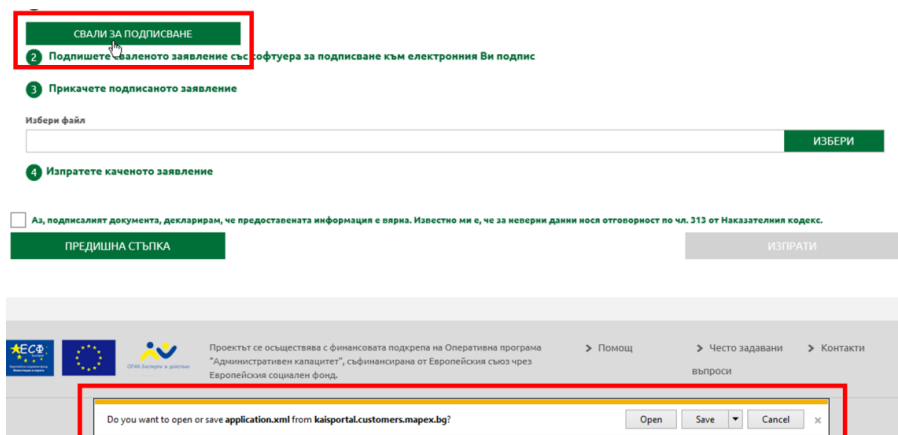 СВАЛИ ЗА ПОДПИСВАНЕ
2 Подпишете сваленото заявление със софтуера за подписване към електронния Ви подпис
3 Прикачете подписаното заявление
Избери файл
ИЗБЕРИ
4 Изпратете каченото заявление
Аз, подписалият документа, декларирам, че предоставената информация е вярна. Известно ми е, че за неверни данни нося отговорност по чл. 313 от Наказателния кодекс.
ПРЕДИШНА СТЪПКА
ИЗПРАТИ
ЕСФ
Проектът се осъществява с финансовата подкрепа на Оперативна програма
"Административен капацитет", съфинансирана от Европейския съюз чрез
Европейския социален фонд.
Помощ
Често задавани
въпроси
Контакти
Do you want to open or save application.xml from kaisportal.customers.mapex.bg?
Open
Save
Cancel